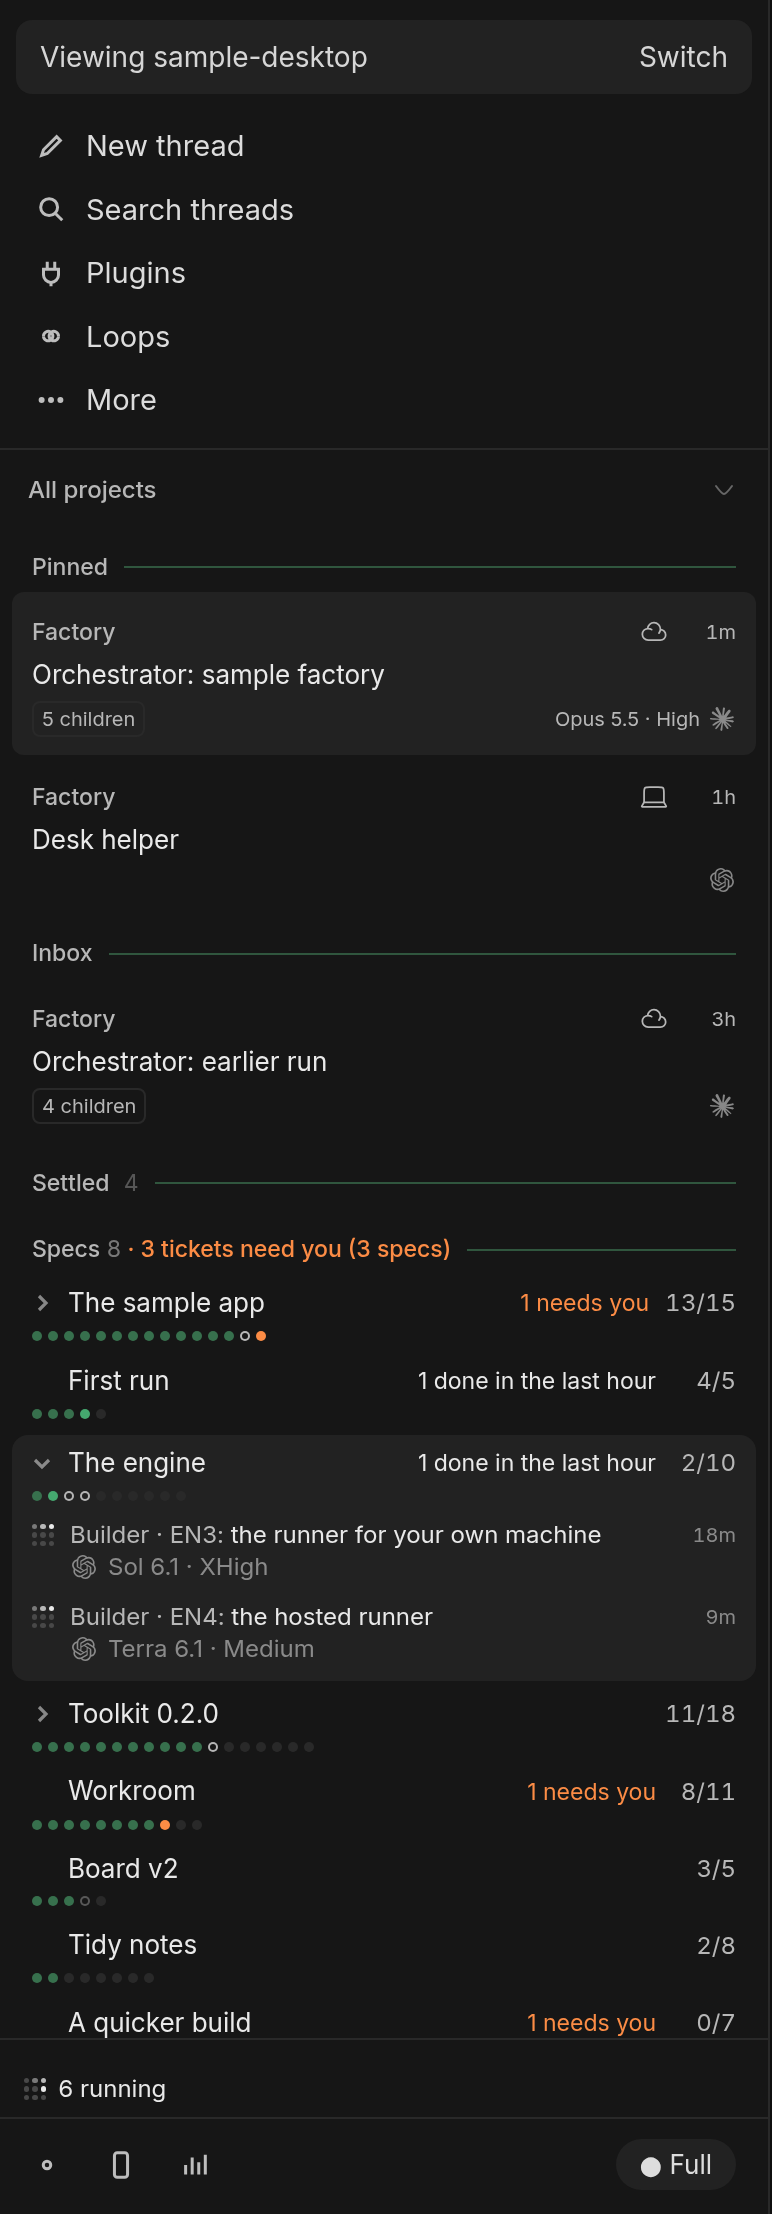 Viewing sample-desktop Switch
New thread
Search threads
Plugins
Loops
More
All projects
Pinned
Factory 1m
Orchestrator: sample factory
5 children Opus 5.5 · High
Factory 1h
Desk helper
Inbox
Factory 3h
Orchestrator: earlier run
4 children
Settled 4
Specs 8 · 3 tickets need you (3 specs)
The sample app 1 needs you 13/15
First run 1 done in the last hour 4/5
The engine 1 done in the last hour 2/10
Builder · EN3: the runner for your own machine 18m
Sol 6.1 · XHigh
Builder · EN4: the hosted runner 9m
Terra 6.1 · Medium
Toolkit 0.2.0 11/18
Workroom 1 needs you 8/11
Board v2 3/5
Tidy notes 2/8
A quicker build 1 needs you 0/7
6 running
Full